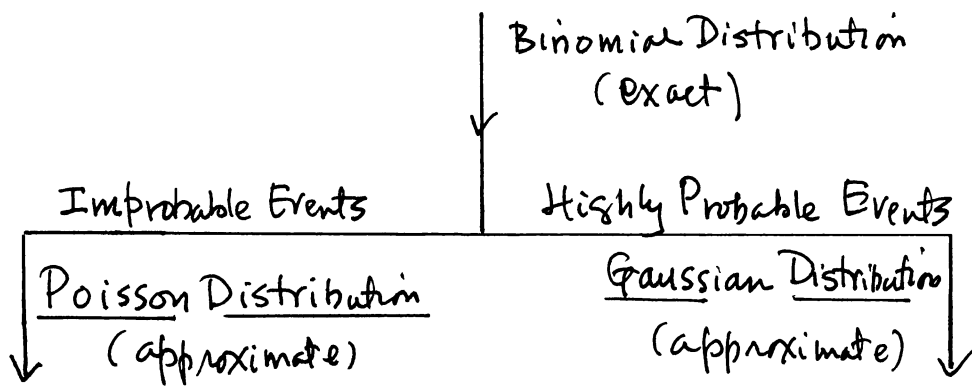 Binomial Distribution
(exact)
Improbable Events
Highly Probable Events
Poisson Distribution
(approximate)
Gaussian Distribution
(approximate)